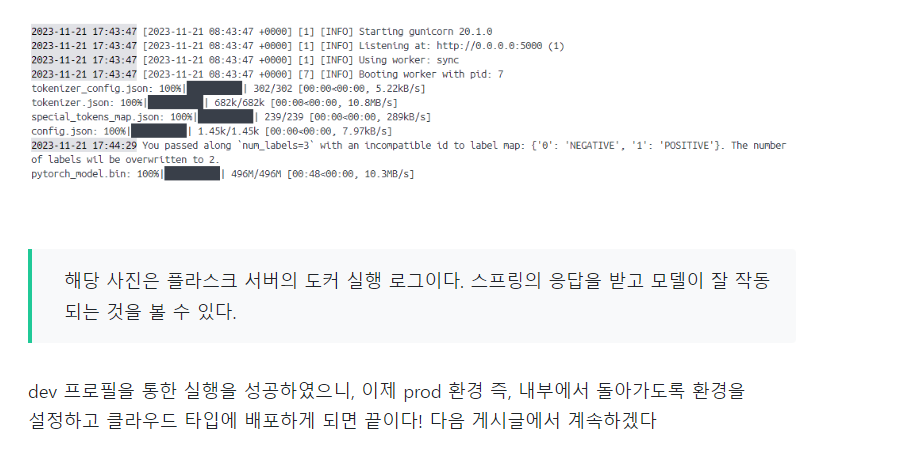 2023-11-21 17:43:47 [2023-11-21 08:43:47 +0000] [1] [INFO] Starting gunicorn 20.1.0
2023-11-21 17:43:47 [2023-11-21 08:43:47 +0000] [1] [INFO] Listening at: http://0.0.0.0:5000 (1)
2023-11-21 17:43:47 [2023-11-21 08:43:47 +0000] [1] [INFO] Using worker: sync
2023-11-21 17:43:47 [2023-11-21 08:43:47 +0000] [7] [INFO] Booting worker with pid: 7
tokenizer_config.json: 100%|██████████| 302/302 [00:00<00:00, 5.22kB/s]
tokenizer.json: 100%|██████████| 682k/682k [00:00<00:00, 10.8MB/s]
special_tokens_map.json: 100%|██████████| 239/239 [00:00<00:00, 289kB/s]
config.json: 100%|██████████| 1.45k/1.45k [00:00<00:00, 7.97kB/s]
2023-11-21 17:44:29 You passed along `num_labels=3` with an incompatible id to label map: {'0': 'NEGATIVE', '1': 'POSITIVE'}. The number
of labels wil be overwritten to 2.
pytorch_model.bin: 100%|██████████| 496M/496M [00:48<00:00, 10.3MB/s]
해당 사진은 플라스크 서버의 도커 실행 로그이다. 스프링의 응답을 받고 모델이 잘 작동
되는 것을 볼 수 있다.
dev 프로필을 통한 실행을 성공하였으니, 이제 prod 환경 즉, 내부에서 돌아가도록 환경을
설정하고 클라우드 타입에 배포하게 되면 끝이다! 다음 게시글에서 계속하겠다